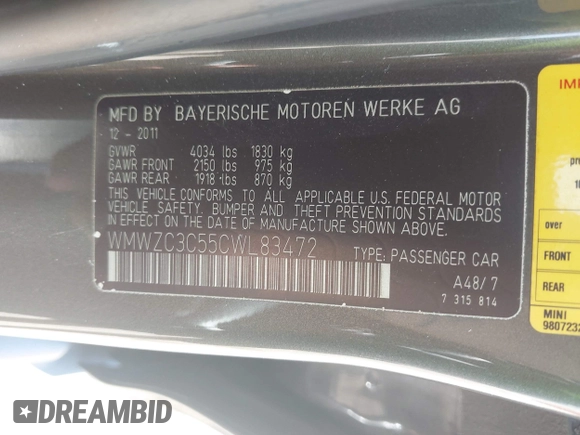 MFD BY BAYERISCHE MOTOREN WERKE AG
12 - 2011
GVWR 4034 lbs 1830 kg
GAWR FRONT 2150 lbs 975 kg
GAWR REAR 1918 lbs 870 kg
THIS VEHICLE CONFORMS TO ALL APPLICABLE U.S. FEDERAL MOTOR
VEHICLE SAFETY, BUMPER AND THEFT PREVENTION STANDARDS
IN EFFECT ON DATE OF MANUFACTURE SHOWN ABOVE.
WMWZC3C55CWL83472 TYPE: PASSENGER CAR
A48/7
7 315 814
over
FRONT
REAR
MINI
DREAMBID